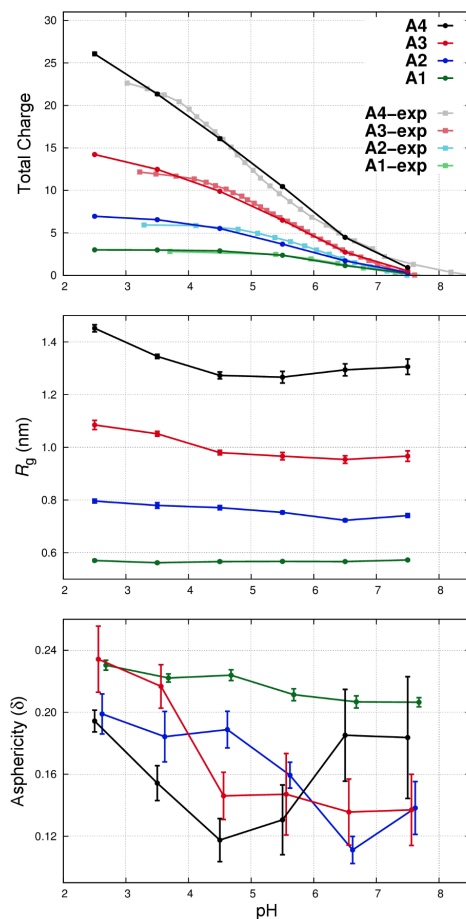 30
25
20
15
10
5
0
Total Charge
A4
A3
A2
A1
A4-exp
A3-exp
A2-exp
A1-exp
2 3 4 5 6 7 8
1.4
1.2
1.0
0.8
0.6
Rg (nm)
2 3 4 5 6 7 8
0.24
0.20
0.16
0.12
Asphericity (δ)
2 3 4 5 6 7 8
pH